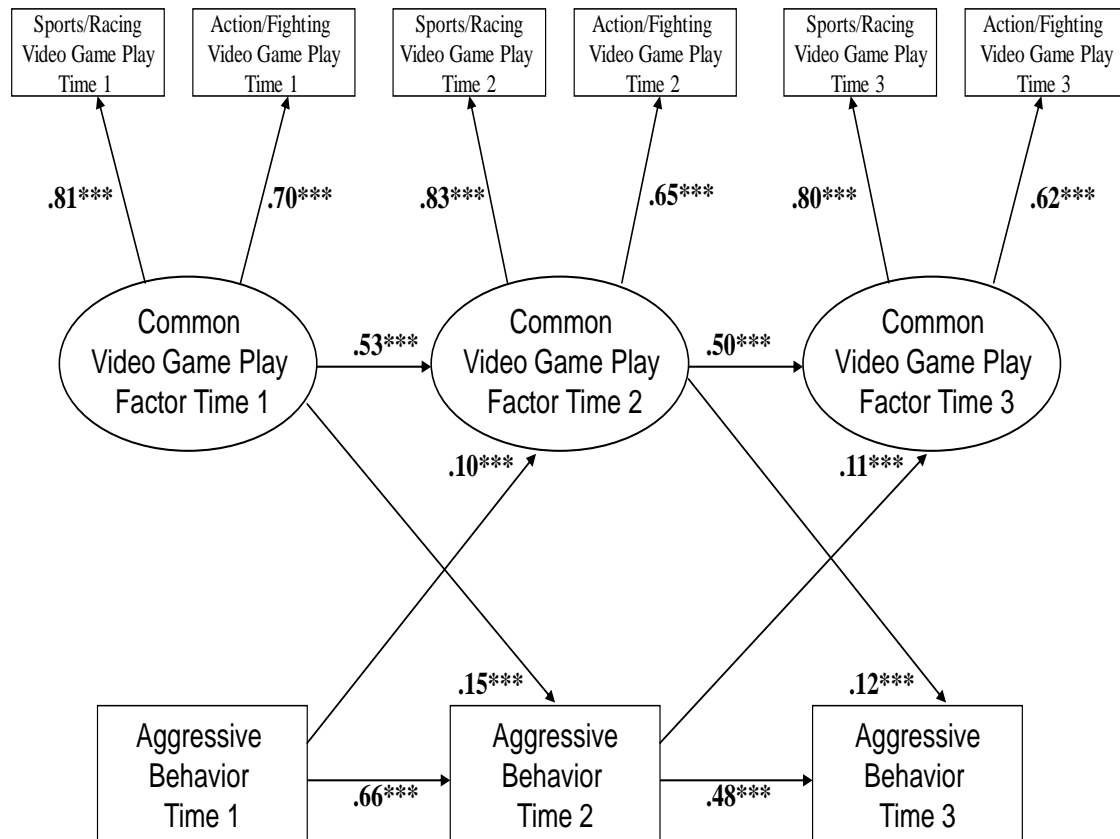 Sports/Racing
Video Game Play
Time 1
Action/Fighting
Video Game Play
Time 1
Sports/Racing
Video Game Play
Time 2
Action/Fighting
Video Game Play
Time 2
Sports/Racing
Video Game Play
Time 3
Action/Fighting
Video Game Play
Time 3
.81***
.70***
.83***
.65***
.80***
.62***
Common
Video Game Play
Factor Time 1
.53***
Common
Video Game Play
Factor Time 2
.50***
Common
Video Game Play
Factor Time 3
.10***
.11***
.15***
.12***
Aggressive
Behavior
Time 1
.66***
Aggressive
Behavior
Time 2
.48***
Aggressive
Behavior
Time 3